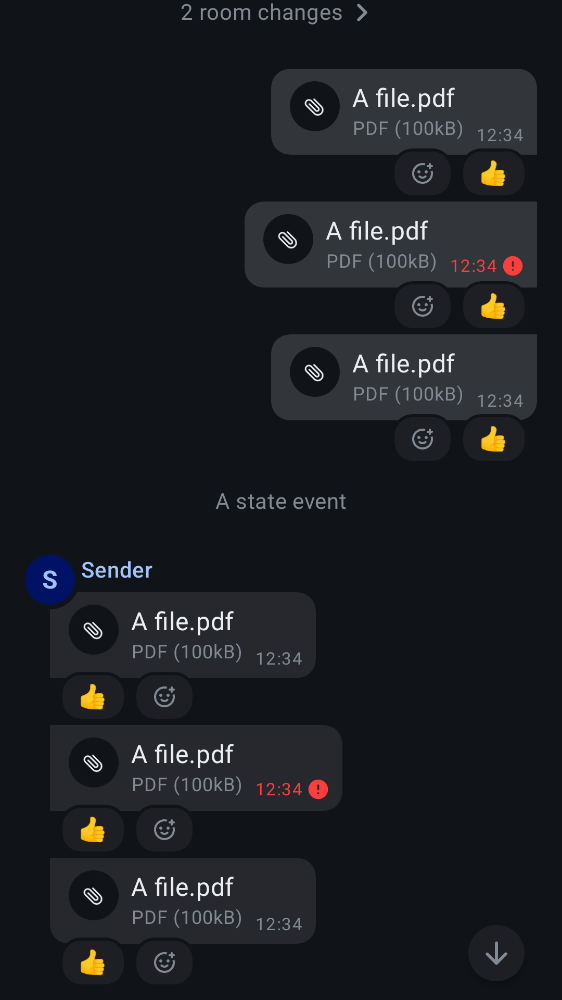 2 room changes
A file.pdf
PDF (100kB) 12:34
👍
A file.pdf
PDF (100kB) 12:34
👍
A file.pdf
PDF (100kB) 12:34
👍
A state event
S Sender
A file.pdf
PDF (100kB) 12:34
👍
A file.pdf
PDF (100kB) 12:34
👍
A file.pdf
PDF (100kB) 12:34
👍